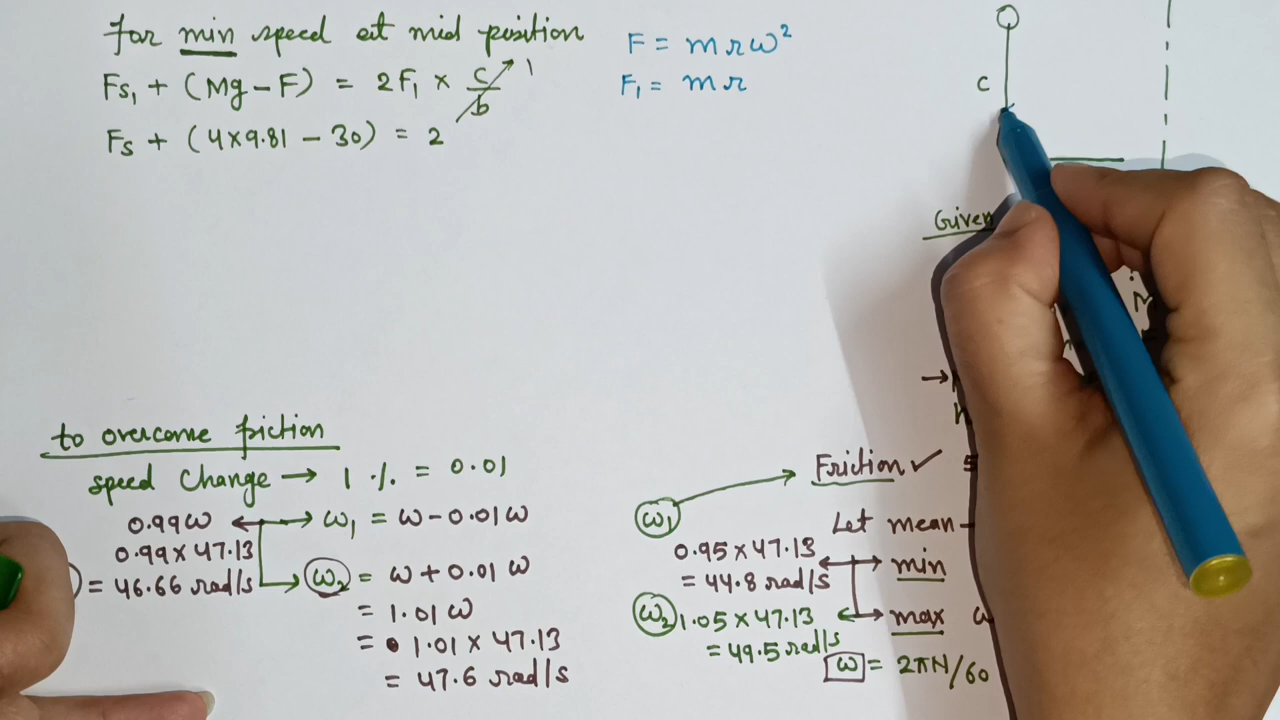 for min speed at mid position
Fs₁ + (Mg - F) = 2F₁ × c/b 1
Fs + (4×9.81 - 30) = 2
F = mrω²
F₁ = mr
c
Given
to overcome friction
speed change → 1 % = 0.01
0.99ω ↔ ω₁ = ω - 0.01ω
0.99 × 47.13
= 46.66 rad/s
ω₂ = ω + 0.01 ω
= 1.01 ω
= 1.01 × 47.13
= 47.6 rad/s
ω₁ → Friction ✓
Let mean
0.95 × 47.13 ↔ min
= 44.8 rad/s
ω₂ 1.05 × 47.13 ↔ max ω
= 49.5 rad/s
ω = 2πN/60